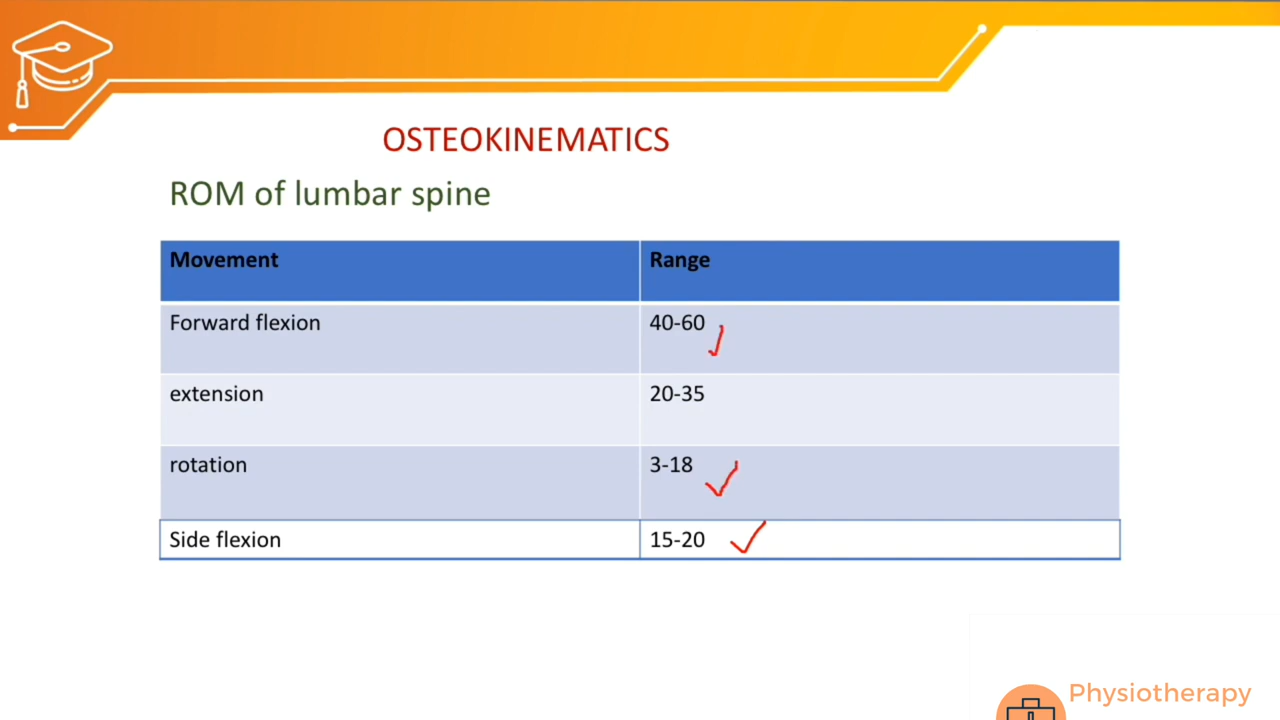 OSTEOKINEMATICS
ROM of lumbar spine
Movement Range
Forward flexion 40-60
extension 20-35
rotation 3-18
Side flexion 15-20
Physiotherapy